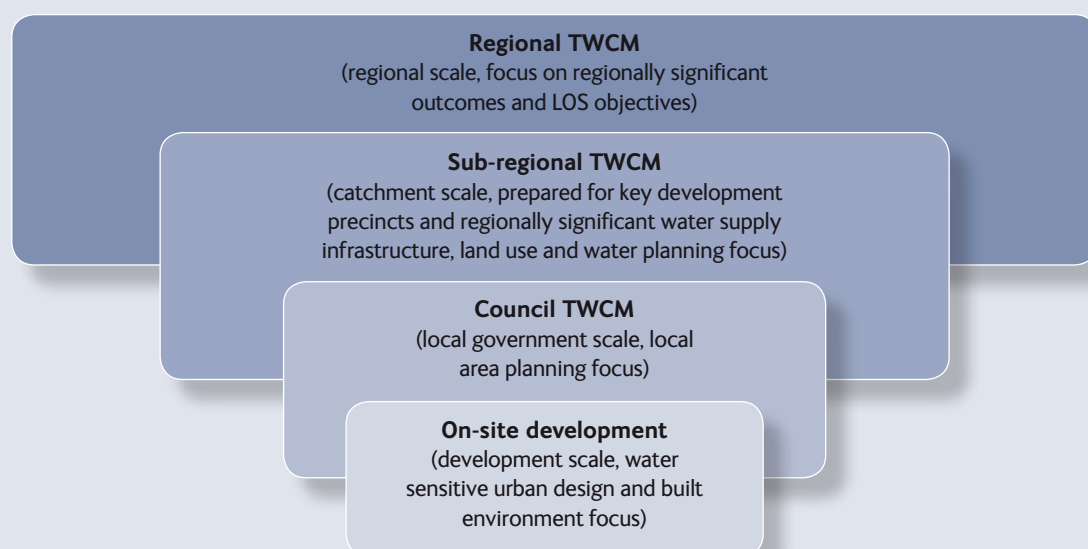 Regional TWCM
(regional scale, focus on regionally significant
outcomes and LOS objectives)
Sub-regional TWCM
(catchment scale, prepared for key development
precincts and regionally significant water supply
infrastructure, land use and water planning focus)
Council TWCM
(local government scale, local
area planning focus)
On-site development
(development scale, water
sensitive urban design and built
environment focus)